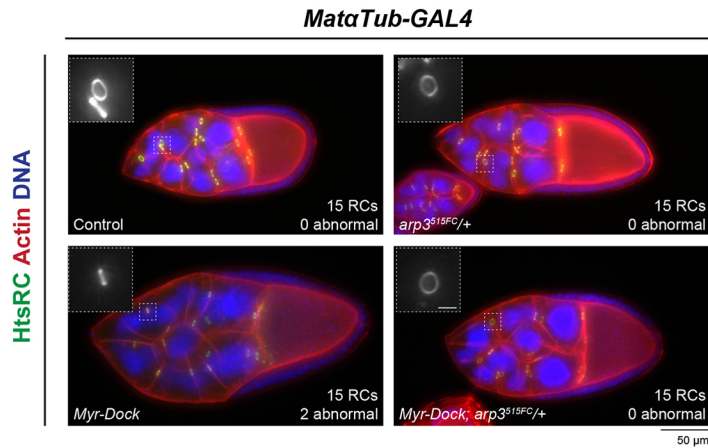 MatαTub-GAL4
HtsRC Actin DNA
Control
15 RCs
0 abnormal
arp3⁵¹⁵ᶠᶜ/+
15 RCs
0 abnormal
Myr-Dock
15 RCs
2 abnormal
Myr-Dock; arp3⁵¹⁵ᶠᶜ/+
15 RCs
0 abnormal
50 µm